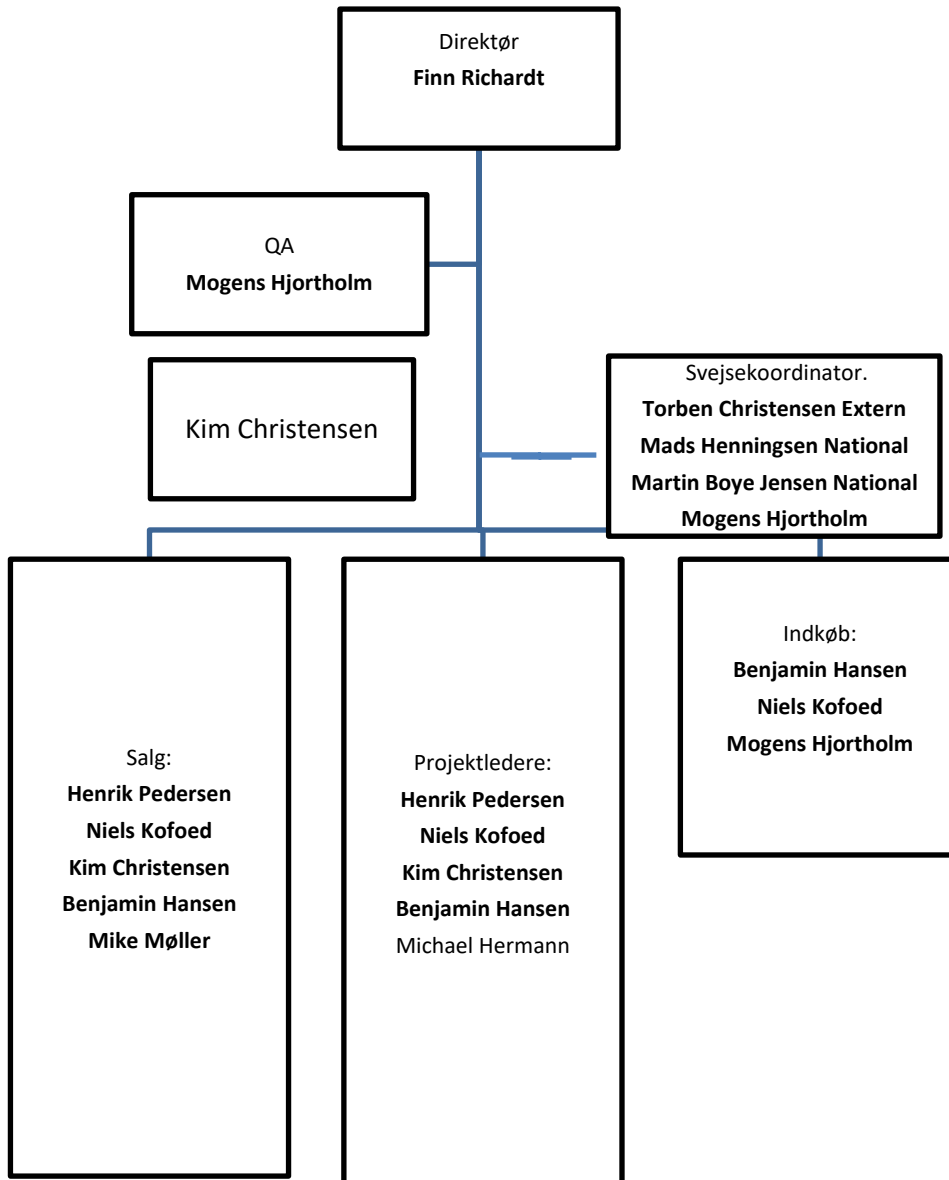 Direktør
Finn Richardt
QA
Mogens Hjortholm
Kim Christensen
Svejsekoordinator.
Torben Christensen Extern
Mads Henningsen National
Martin Boye Jensen National
Mogens Hjortholm
Salg:
Henrik Pedersen
Niels Kofoed
Kim Christensen
Benjamin Hansen
Mike Møller
Projektledere:
Henrik Pedersen
Niels Kofoed
Kim Christensen
Benjamin Hansen
Michael Hermann
Indkøb:
Benjamin Hansen
Niels Kofoed
Mogens Hjortholm